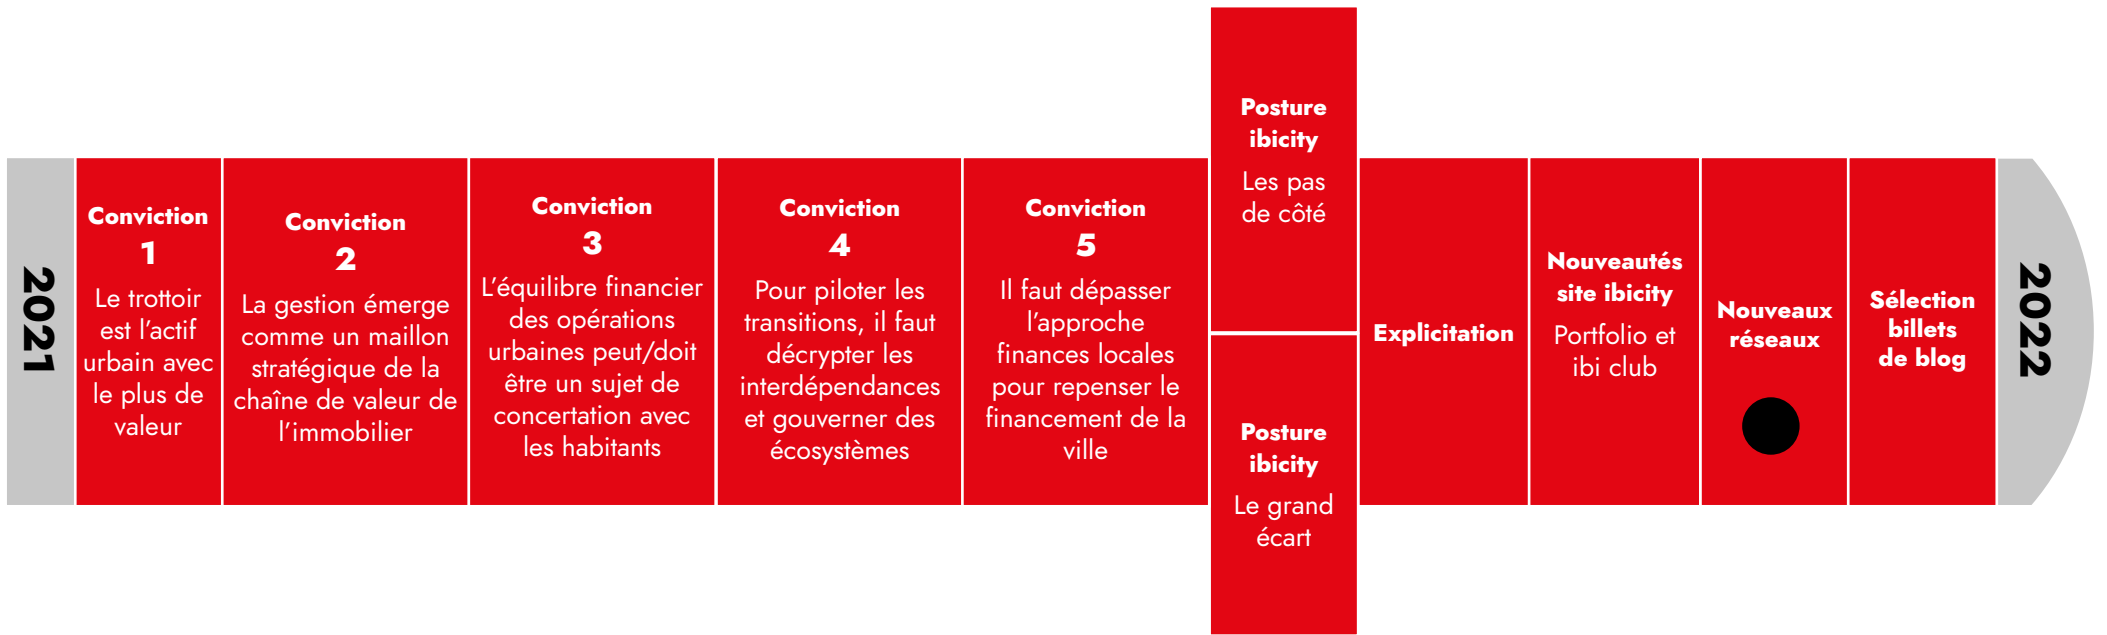 2021
Conviction
1
Le trottoir
est l’actif
urbain avec
le plus de
valeur
Conviction
2
La gestion émerge
comme un maillon
stratégique de la
chaîne de valeur de
l’immobilier
Conviction
3
L’équilibre financier
des opérations
urbaines peut/doit
être un sujet de
concertation avec
les habitants
Conviction
4
Pour piloter les
transitions, il faut
décrypter les
interdépendances
et gouverner des
écosystèmes
Conviction
5
Il faut dépasser
l’approche
finances locales
pour repenser le
financement de la
ville
Posture
ibicity
Les pas
de côté
Posture
ibicity
Le grand
écart
Explicitation
Nouveautés
site ibicity
Portfolio et
ibi club
Nouveaux
réseaux
Sélection
billets
de blog
2022